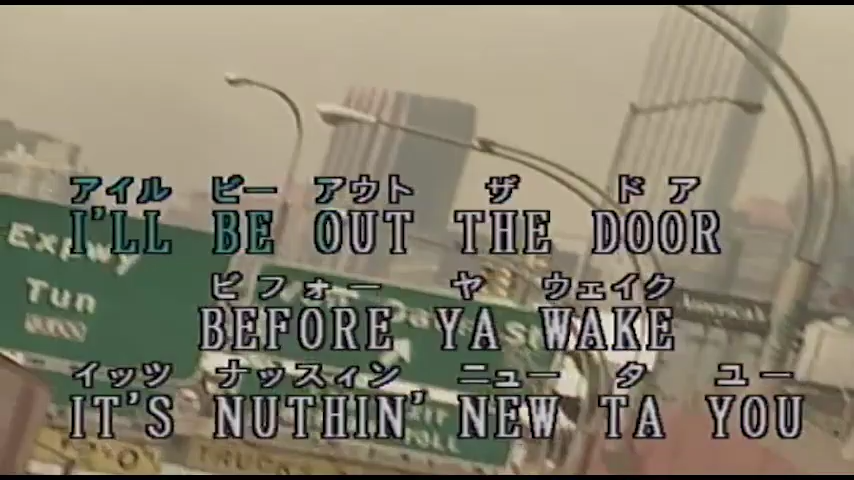 アイル ビー アウト ザ ドア
I'LL BE OUT THE DOOR
ビフォー ヤ ウェイク
BEFORE YA WAKE
イッツ ナッスィン ニュー タ ユー
IT'S NUTHIN' NEW TA YOU
Expwy
Tun
TRUCKS